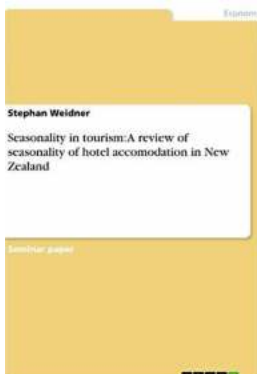 Stephan Weidner
Seasonality in tourism: A review of
seasonality of hotel accomodation in New
Zealand
Seminar paper